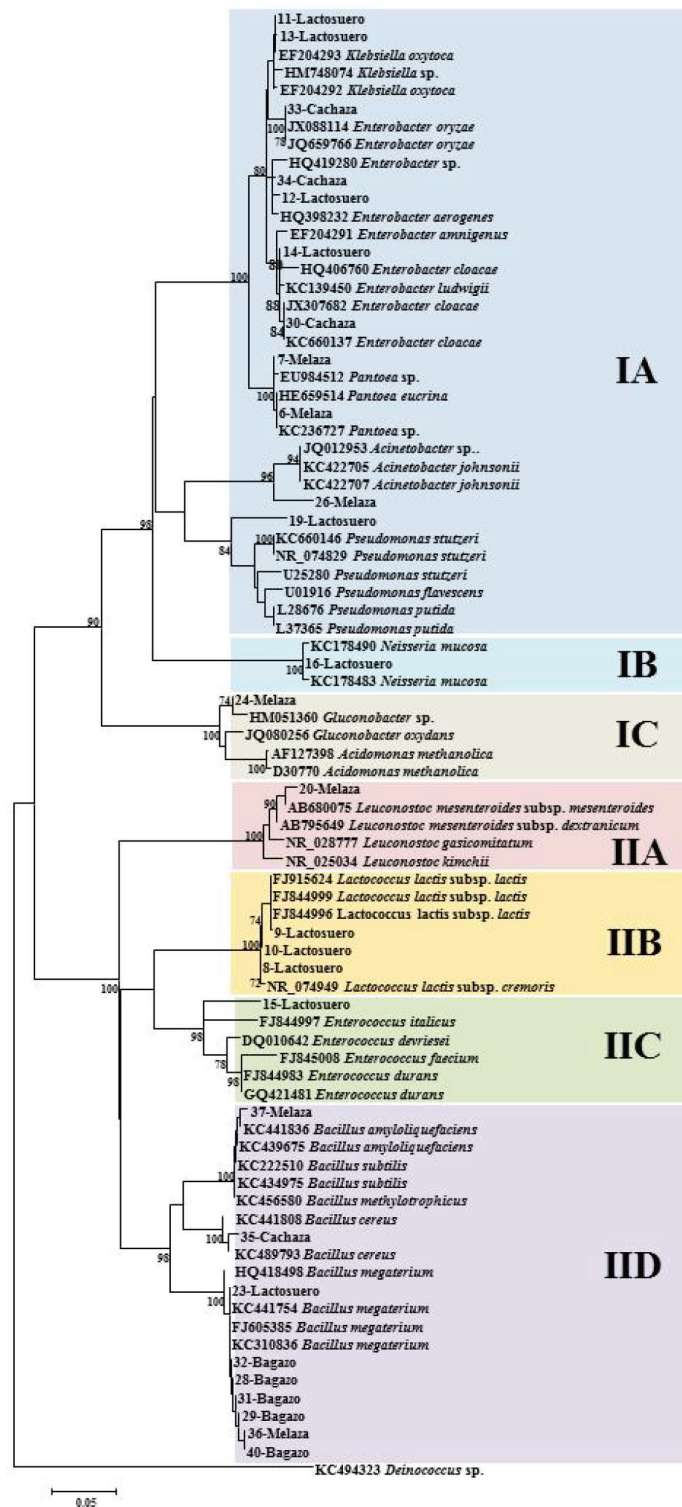 11-Lactosuero
13-Lactosuero
EF204293 Klebsiella oxytoca
HM748074 Klebsiella sp.
EF204292 Klebsiella oxytoca
33-Cachaza
100 JX088114 Enterobacter oryzae
78 JQ659766 Enterobacter oryzae
HQ419280 Enterobacter sp.
80
34-Cachaza
12-Lactosuero
HQ398232 Enterobacter aerogenes
EF204291 Enterobacter amnigenus
14-Lactosuero
HQ406760 Enterobacter cloacae
100
KC139450 Enterobacter ludwigii
88 JX307682 Enterobacter cloacae
30-Cachaza
84
KC660137 Enterobacter cloacae
7-Melaza
IA
EU984512 Pantoea sp.
100 HE659514 Pantoea eucrina
6-Melaza
KC236727 Pantoea sp.
JQ012953 Acinetobacter sp..
94
KC422705 Acinetobacter johnsonii
96
KC422707 Acinetobacter johnsonii
26-Melaza
19-Lactosuero
98
100 KC660146 Pseudomonas stutzeri
84
NR_074829 Pseudomonas stutzeri
U25280 Pseudomonas stutzeri
U01916 Pseudomonas flavescens
L28676 Pseudomonas putida
90
L37365 Pseudomonas putida
KC178490 Neisseria mucosa
16-Lactosuero
IB
100
KC178483 Neisseria mucosa
74 24-Melaza
HM051360 Gluconobacter sp.
100 JQ080256 Gluconobacter oxydans
IC
AF127398 Acidomonas methanolica
100 D30770 Acidomonas methanolica
20-Melaza
90 AB680075 Leuconostoc mesenteroides subsp. mesenteroides
AB795649 Leuconostoc mesenteroides subsp. dextranicum
100
NR_028777 Leuconostoc gasicomitatum
IIA
NR_025034 Leuconostoc kimchii
FJ915624 Lactococcus lactis subsp. lactis
FJ844999 Lactococcus lactis subsp. lactis
FJ844996 Lactococcus lactis subsp. lactis
74
9-Lactosuero
IIB
100 10-Lactosuero
8-Lactosuero
72 NR_074949 Lactococcus lactis subsp. cremoris
100
15-Lactosuero
FJ844997 Enterococcus italicus
98
DQ010642 Enterococcus devriesei
IIC
78 FJ845008 Enterococcus faecium
98 FJ844983 Enterococcus durans
GQ421481 Enterococcus durans
37-Melaza
KC441836 Bacillus amyloliquefaciens
KC439675 Bacillus amyloliquefaciens
KC222510 Bacillus subtilis
100
KC434975 Bacillus subtilis
KC456580 Bacillus methylotrophicus
KC441808 Bacillus cereus
100 35-Cachaza
98 KC489793 Bacillus cereus
IID
HQ418498 Bacillus megaterium
23-Lactosuero
100
KC441754 Bacillus megaterium
FJ605385 Bacillus megaterium
KC310836 Bacillus megaterium
32-Bagazo
28-Bagazo
31-Bagazo
29-Bagazo
36-Melaza
40-Bagazo
KC494323 Deinococcus sp.
0.05